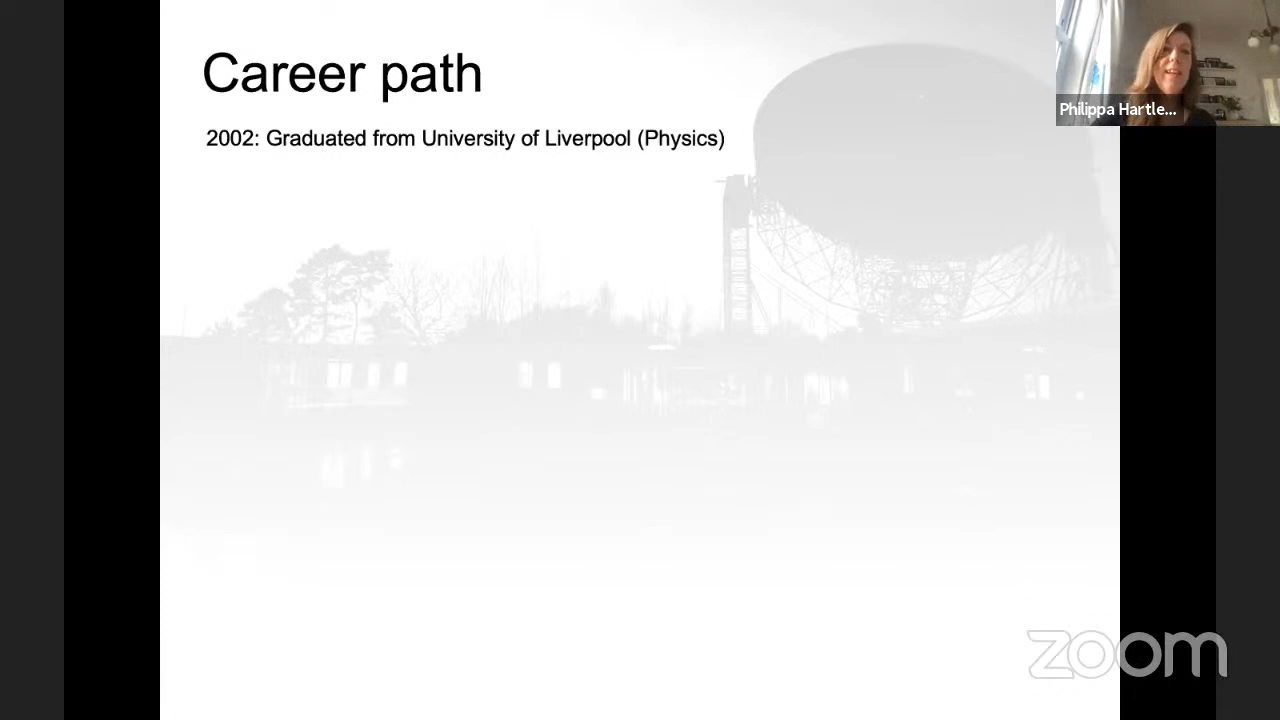 Career path
2002: Graduated from University of Liverpool (Physics)
Philippa Hartle...
zoom